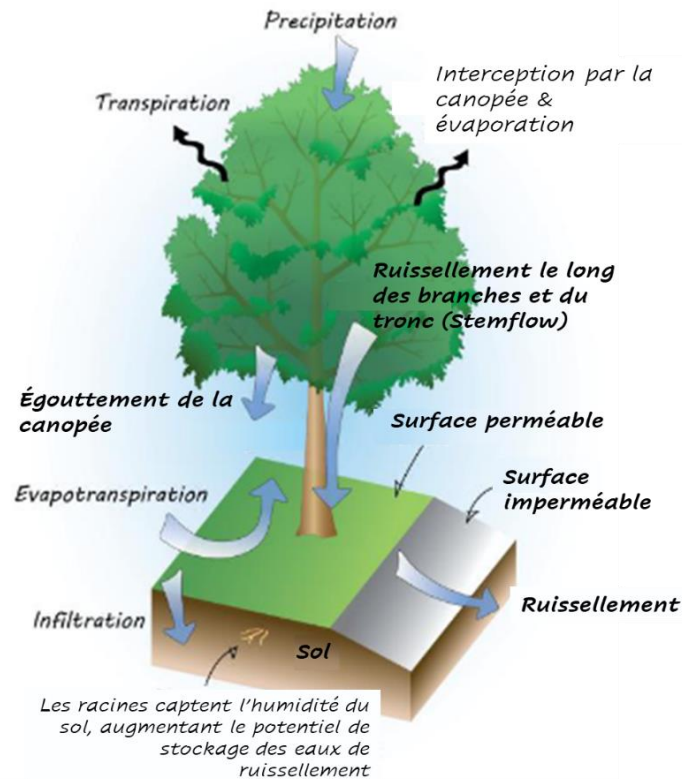 Precipitation
Interception par la
canopée &
évaporation
Transpiration
Ruissellement le long
des branches et du
tronc (Stemflow)
Égouttement de la
canopée
Surface perméable
Surface
imperméable
Evapotranspiration
Ruissellement
Infiltration
Sol
Les racines captent l'humidité du
sol, augmentant le potentiel de
stockage des eaux de
ruissellement